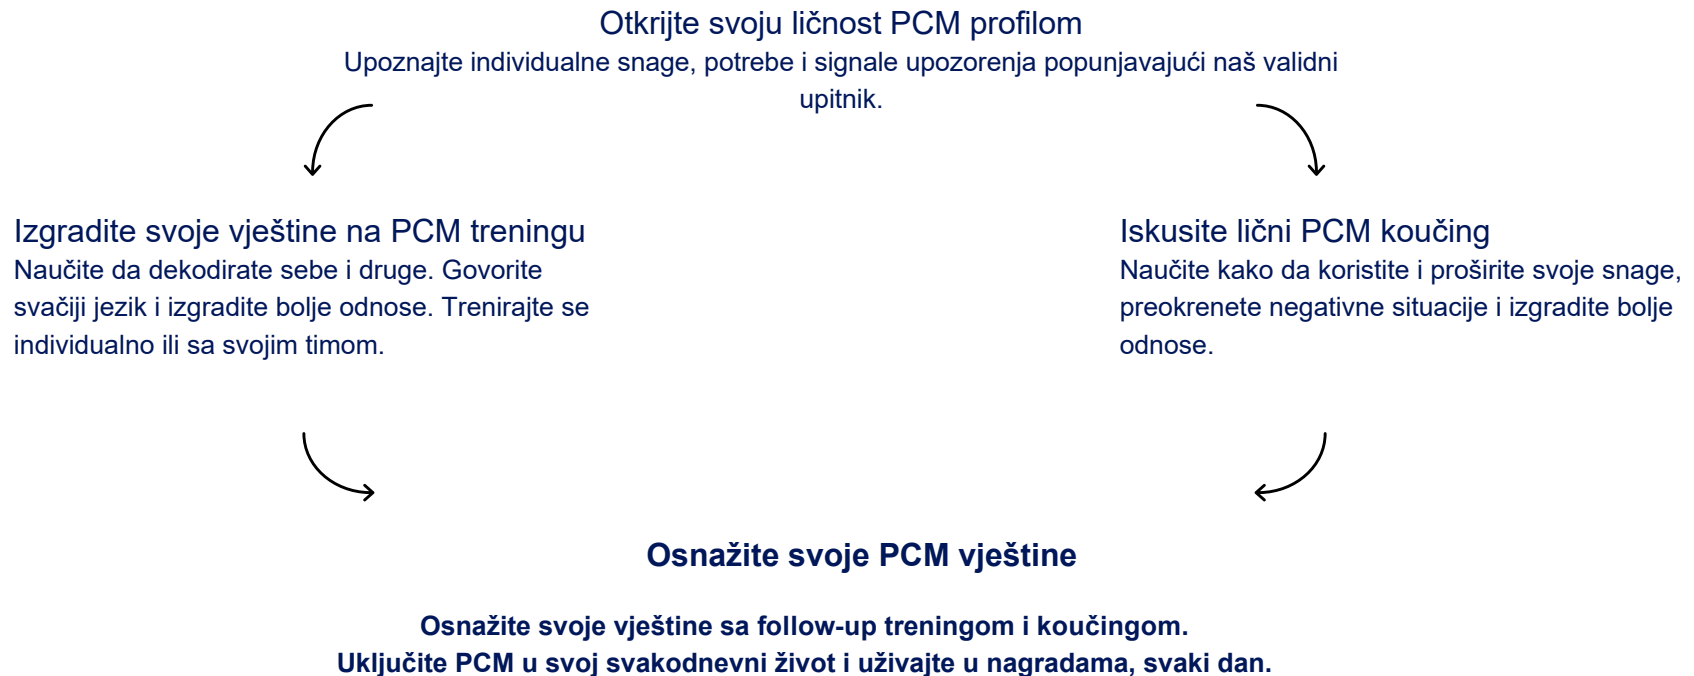 Otkrijte svoju ličnost PCM profilom
Upoznajte individualne snage, potrebe i signale upozorenja popunjavajući naš validni
upitnik.
Izgradite svoje vještine na PCM treningu
Naučite da dekodirate sebe i druge. Govorite
svačiji jezik i izgradite bolje odnose. Trenirajte se
individualno ili sa svojim timom.
Iskusite lični PCM koučing
Naučite kako da koristite i proširite svoje snage,
preokrenete negativne situacije i izgradite bolje
odnose.
Osnažite svoje PCM vještine
Osnažite svoje vještine sa follow-up treningom i koučingom.
Uključite PCM u svoj svakodnevni život i uživajte u nagradama, svaki dan.